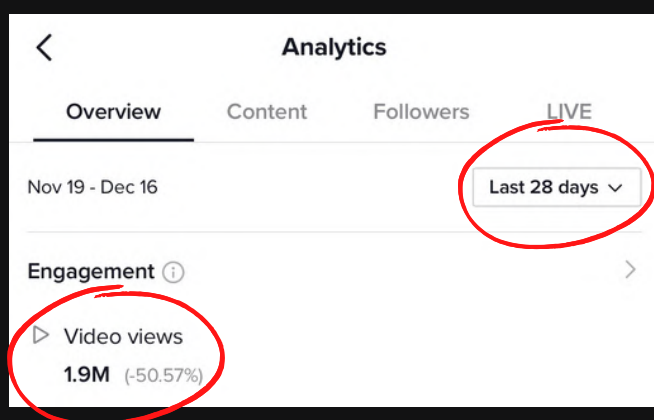 Analytics
Overview Content Followers LIVE
Nov 19 - Dec 16 Last 28 days
Engagement
Video views
1.9M (-50.57%)